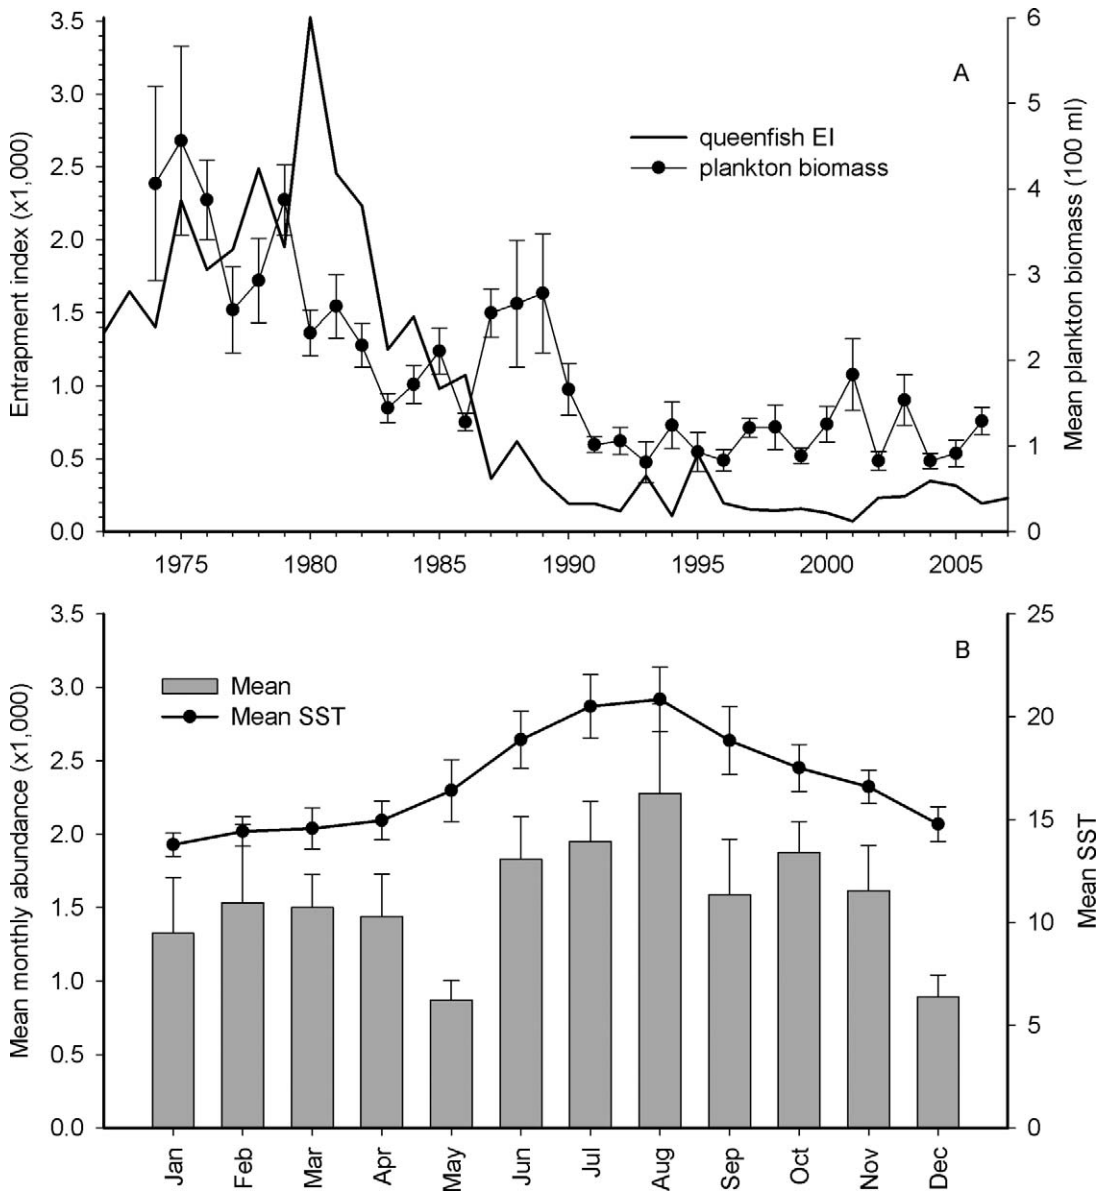 A
queenfish EI
plankton biomass
Entrapment index (x1,000)
3.5
3.0
2.5
2.0
1.5
1.0
0.5
0.0
Mean plankton biomass (100 ml)
6
5
4
3
2
1
0
1975 1980 1985 1990 1995 2000 2005
B
Mean
Mean SST
Mean monthly abundance (x1,000)
3.5
3.0
2.5
2.0
1.5
1.0
0.5
0.0
Mean SST
25
20
15
10
5
0
Jan Feb Mar Apr May Jun Jul Aug Sep Oct Nov Dec